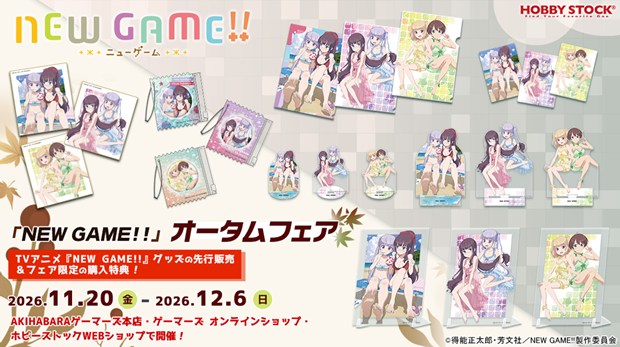 NEW GAME!!
ニューゲーム
HOBBY STOCK®
Find Your Favorite One
「NEW GAME!!」オータムフェア
TVアニメ『NEW GAME!!』グッズの先行販売
&フェア限定の購入特典!
2026.11.20 金 – 2026.12.6 日
AKIHABARAゲーマーズ本店・ゲーマーズ オンラインショップ・
ホビーストックWEBショップで開催!
©得能正太郎・芳文社/NEW GAME!!製作委員会